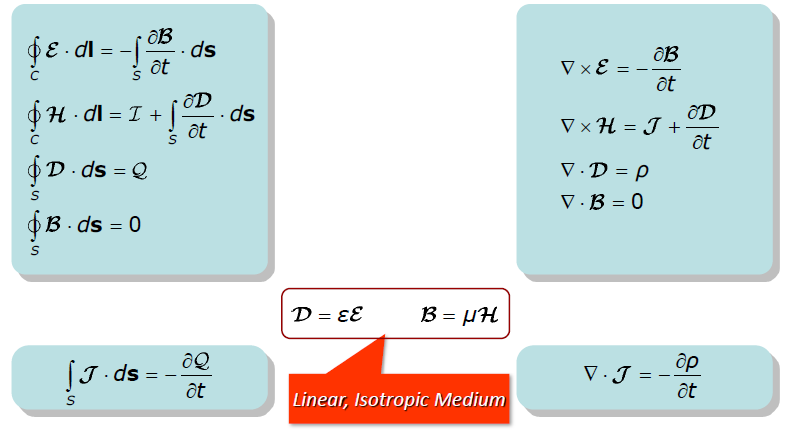 ∮_c 𝓔 · d𝐥 = −∫_s ∂𝓑/∂t · d𝐬
∮_c 𝓗 · d𝐥 = ℐ + ∫_s ∂𝓓/∂t · d𝐬
∮_s 𝓓 · d𝐬 = 𝒬
∮_s 𝓑 · d𝐬 = 0
∇ × 𝓔 = −∂𝓑/∂t
∇ × 𝓗 = 𝓙 + ∂𝓓/∂t
∇ · 𝓓 = ρ
∇ · 𝓑 = 0
𝓓 = ε𝓔 𝓑 = μ𝓗
∫_s 𝓙 · d𝐬 = −∂𝒬/∂t
Linear, Isotropic Medium
∇ · 𝓙 = −∂ρ/∂t